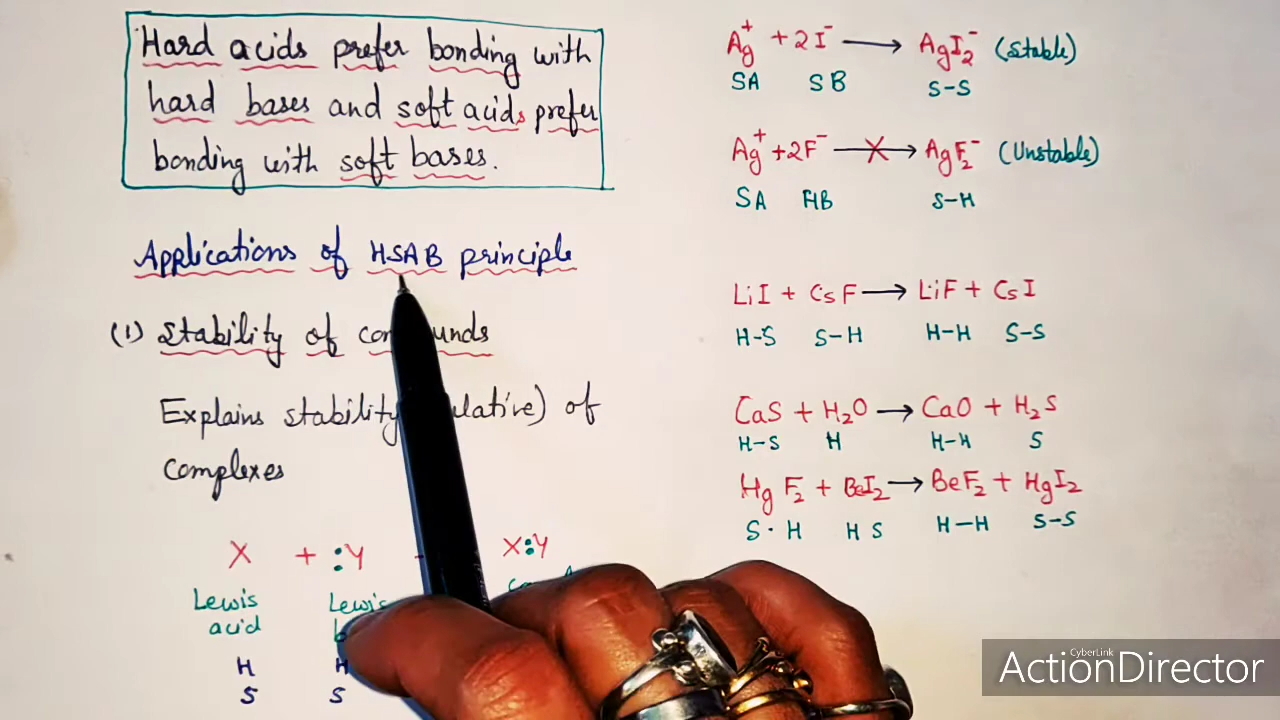 Hard acids prefer bonding with
hard bases and soft acids prefer
bonding with soft bases.
Applications of HSAB principle
(1) Stability of compounds
Explains stability of
complexes
X + :Y X:Y
Lewis Lewis
acid
H H
S S
Ag⁺ + 2I⁻ → AgI₂⁻ (Stable)
SA SB S-S
Ag⁺ + 2F⁻ —X→ AgF₂⁻ (Unstable)
SA HB S-H
LiI + CsF → LiF + CsI
H-S S-H H-H S-S
CaS + H₂O → CaO + H₂S
H-S H H-H S
HgF₂ + BeI₂ → BeF₂ + HgI₂
S·H H S H-H S-S
CyberLink
ActionDirector